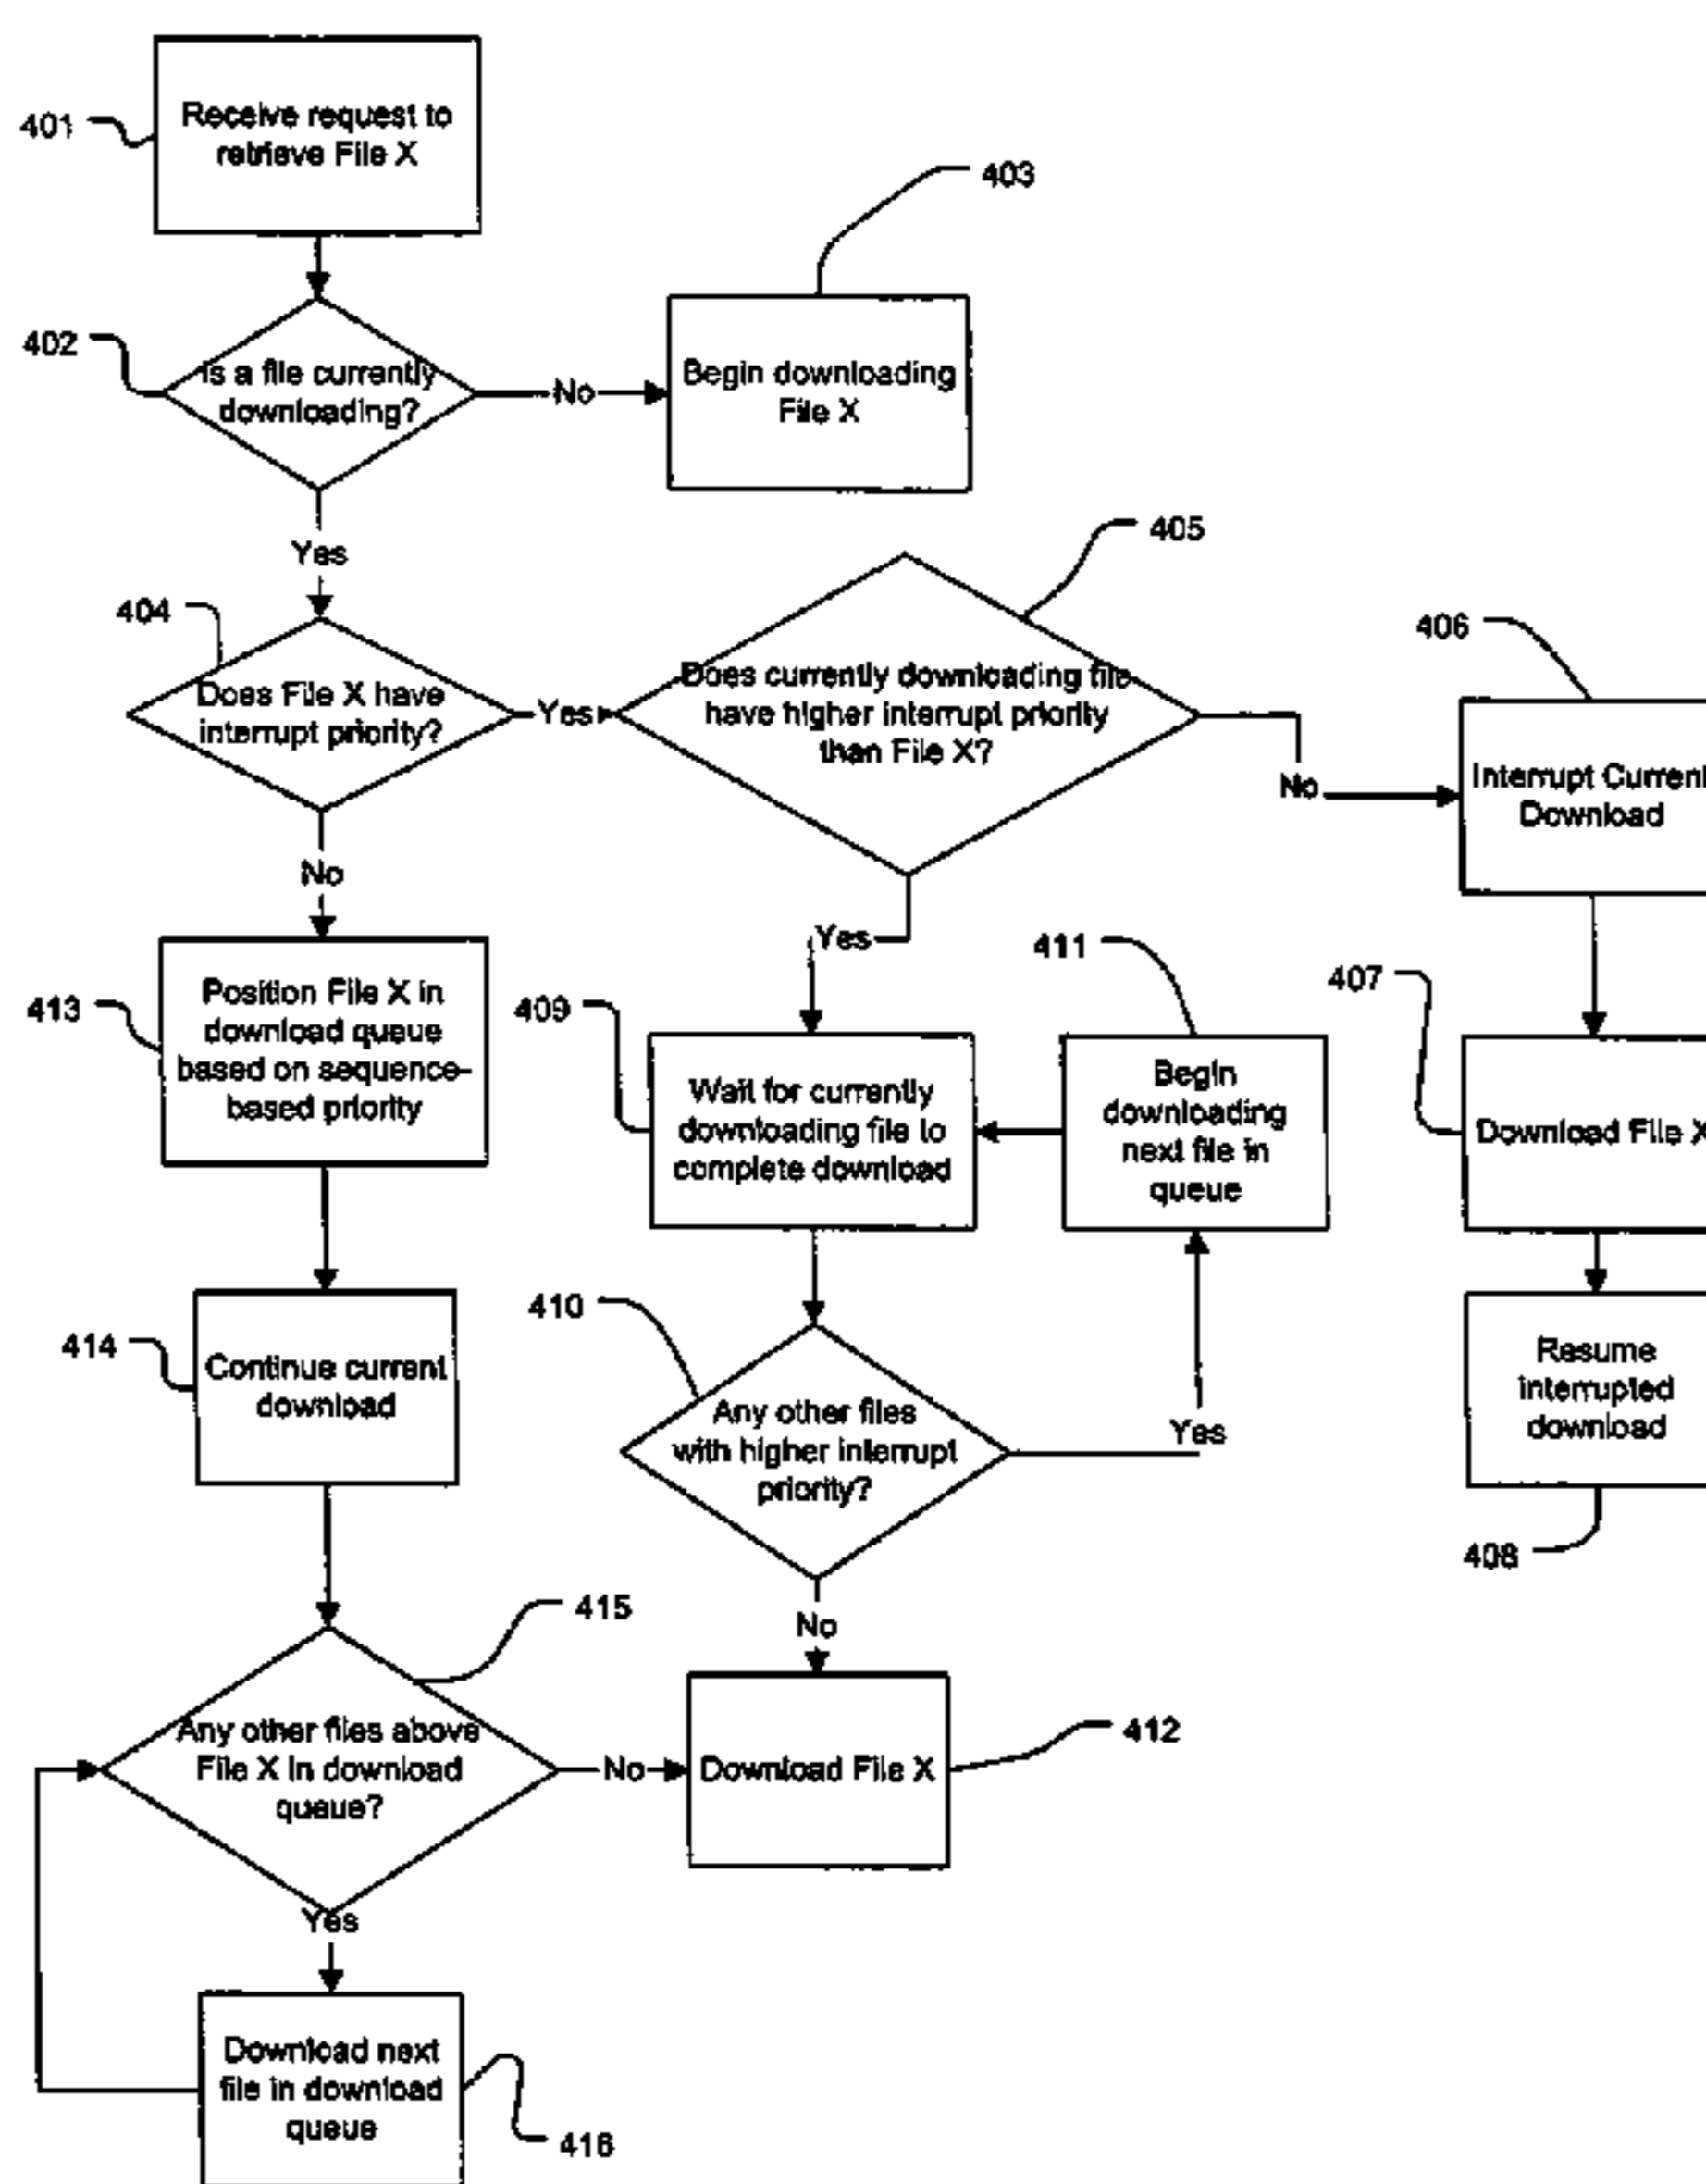 401
Receive request to
retrieve File X
402
Is a file currently
downloading?
No
403
Begin downloading
File X
Yes
404
Does File X have
interrupt priority?
Yes
405
Does currently downloading file
have higher interrupt priority
than File X?
No
406
Interrupt Current
Download
407
Download File X
Resume
interrupted
download
408
Yes
409
Wait for currently
downloading file to
complete download
411
Begin
downloading
next file in
queue
410
Any other files
with higher interrupt
priority?
Yes
No
412
Download File X
No
413
Position File X in
download queue
based on sequence-
based priority
414
Continue current
download
415
Any other files above
File X in download
queue?
No
Yes
Download next
file in download
queue
416